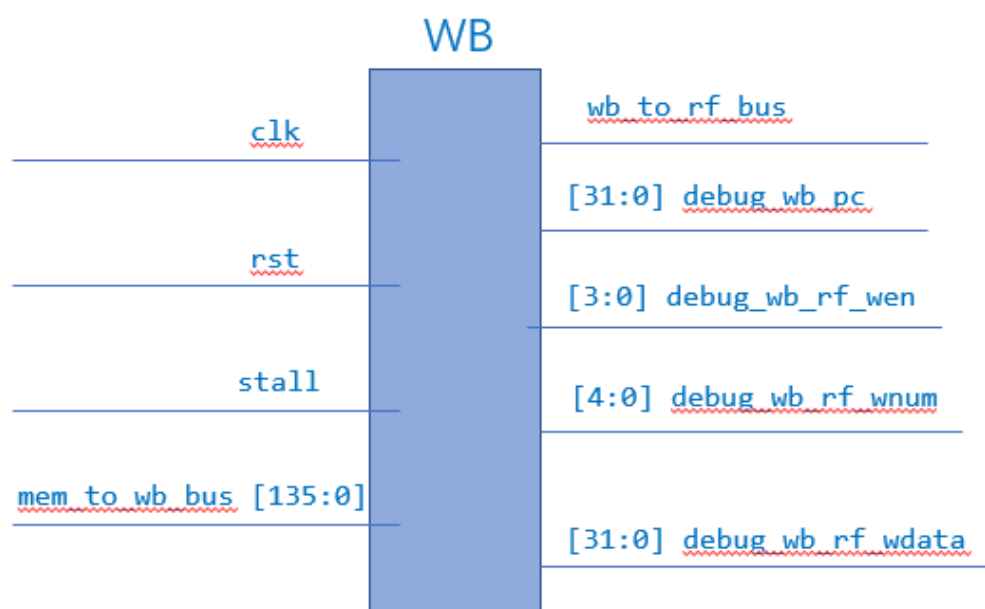 WB
clk
rst
stall
mem_to_wb_bus [135:0]
wb_to_rf_bus
[31:0] debug_wb_pc
[3:0] debug_wb_rf_wen
[4:0] debug_wb_rf_wnum
[31:0] debug_wb_rf_wdata